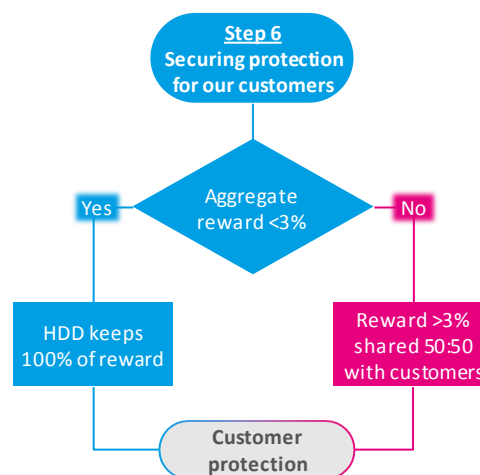 Step 6
Securing protection
for our customers
Aggregate
reward <3%
Yes
No
HDD keeps
100% of reward
Reward >3%
shared 50:50
with customers
Customer
protection